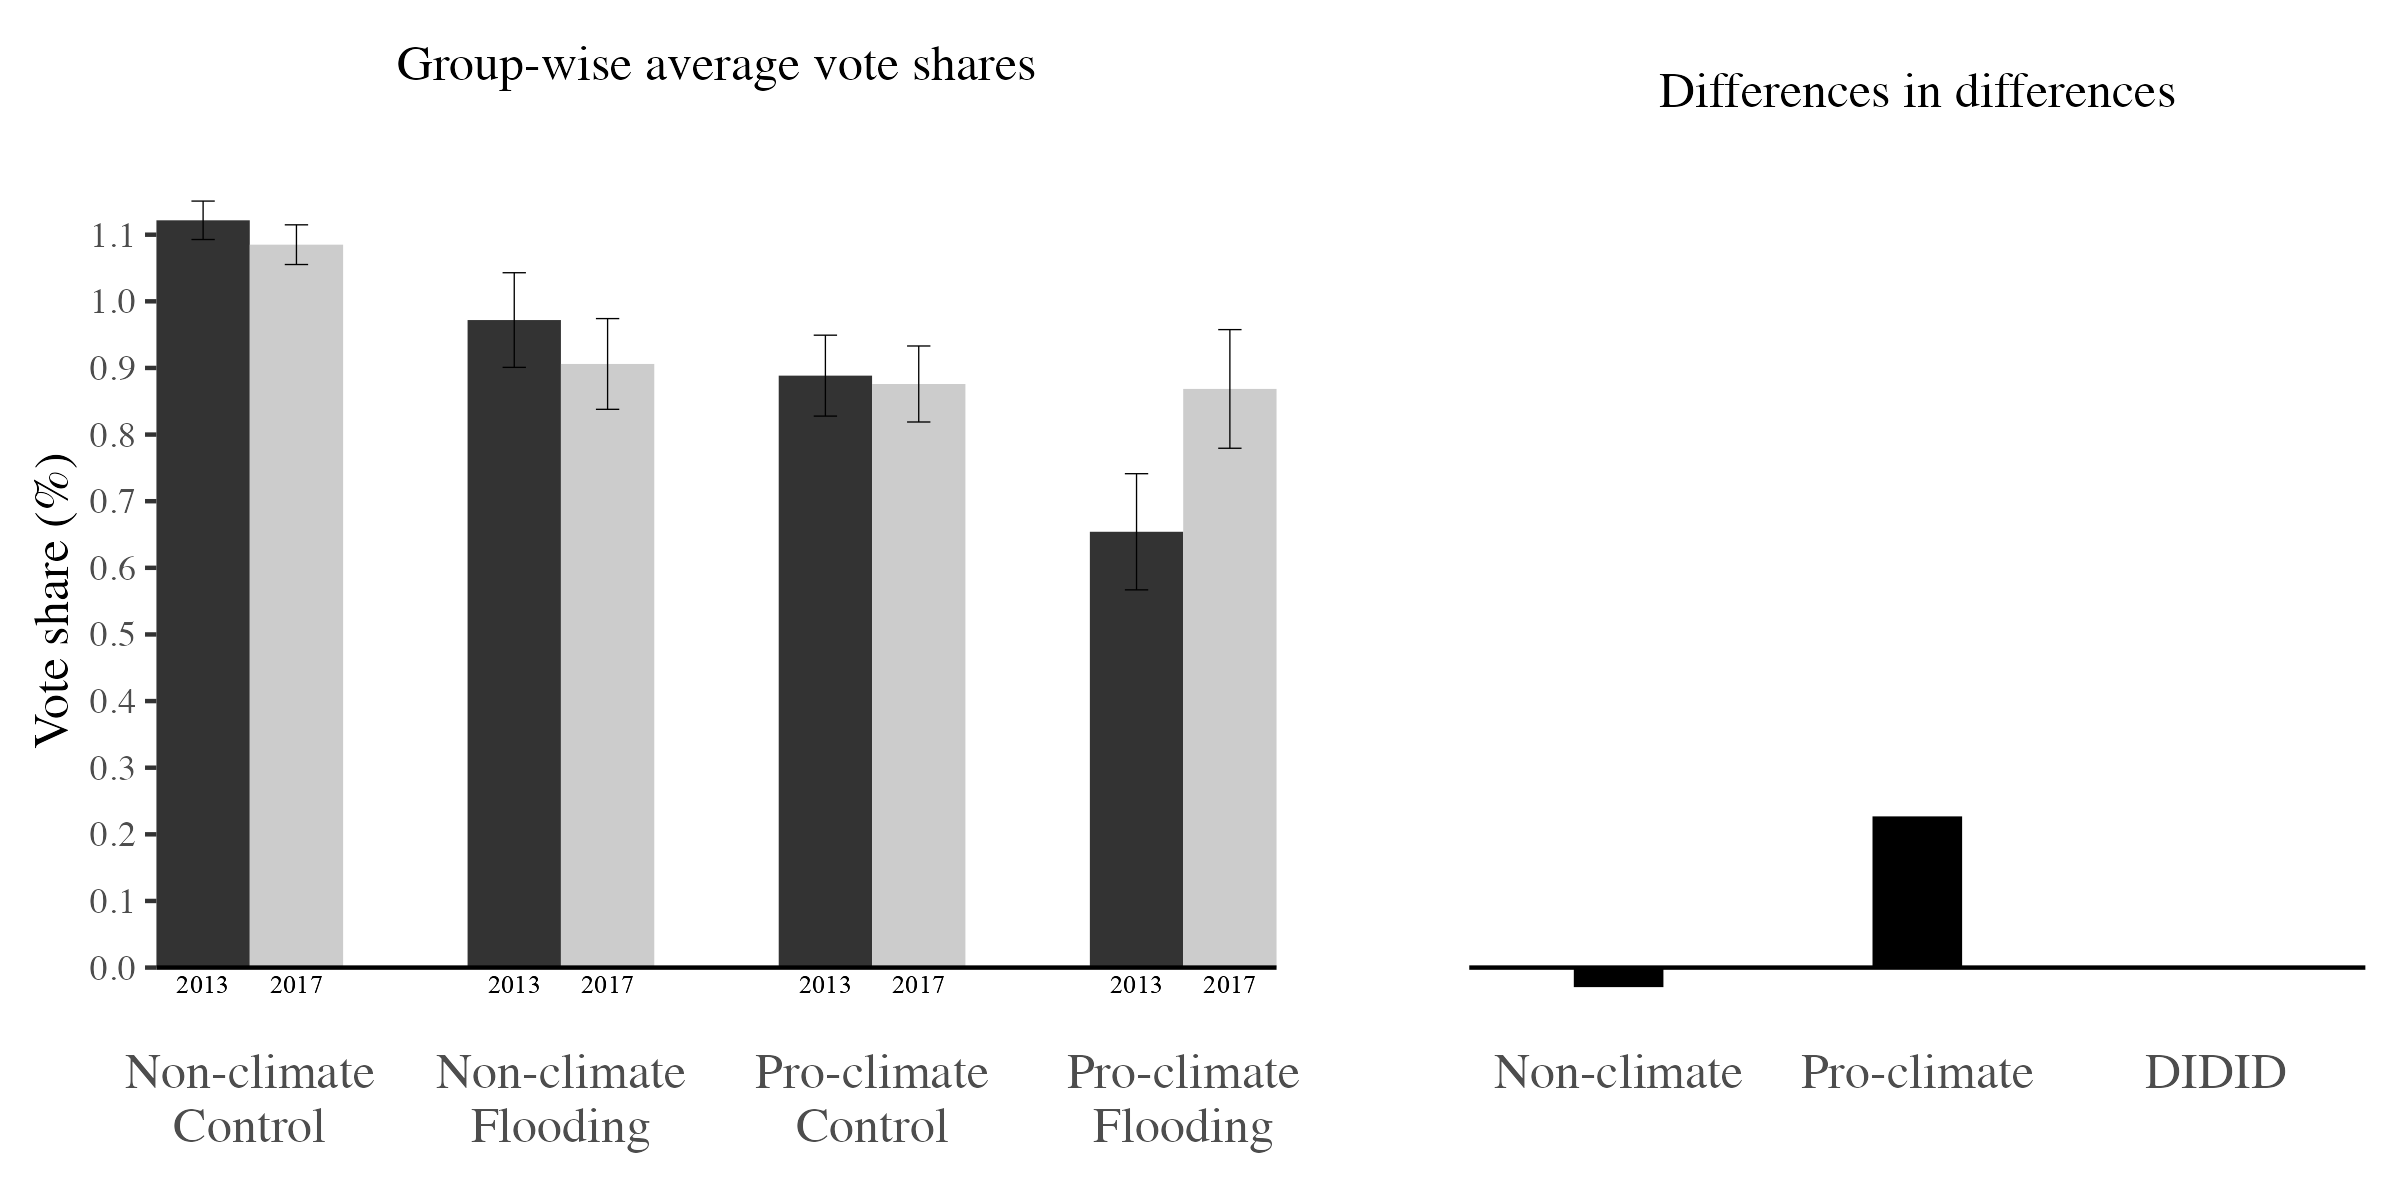 Group-wise average vote shares
Differences in differences
Vote share (%)
1.1
1.0
0.9
0.8
0.7
0.6
0.5
0.4
0.3
0.2
0.1
0.0
2013 2017 2013 2017 2013 2017 2013 2017
Non-climate Control
Non-climate Flooding
Pro-climate Control
Pro-climate Flooding
Non-climate Pro-climate DIDID